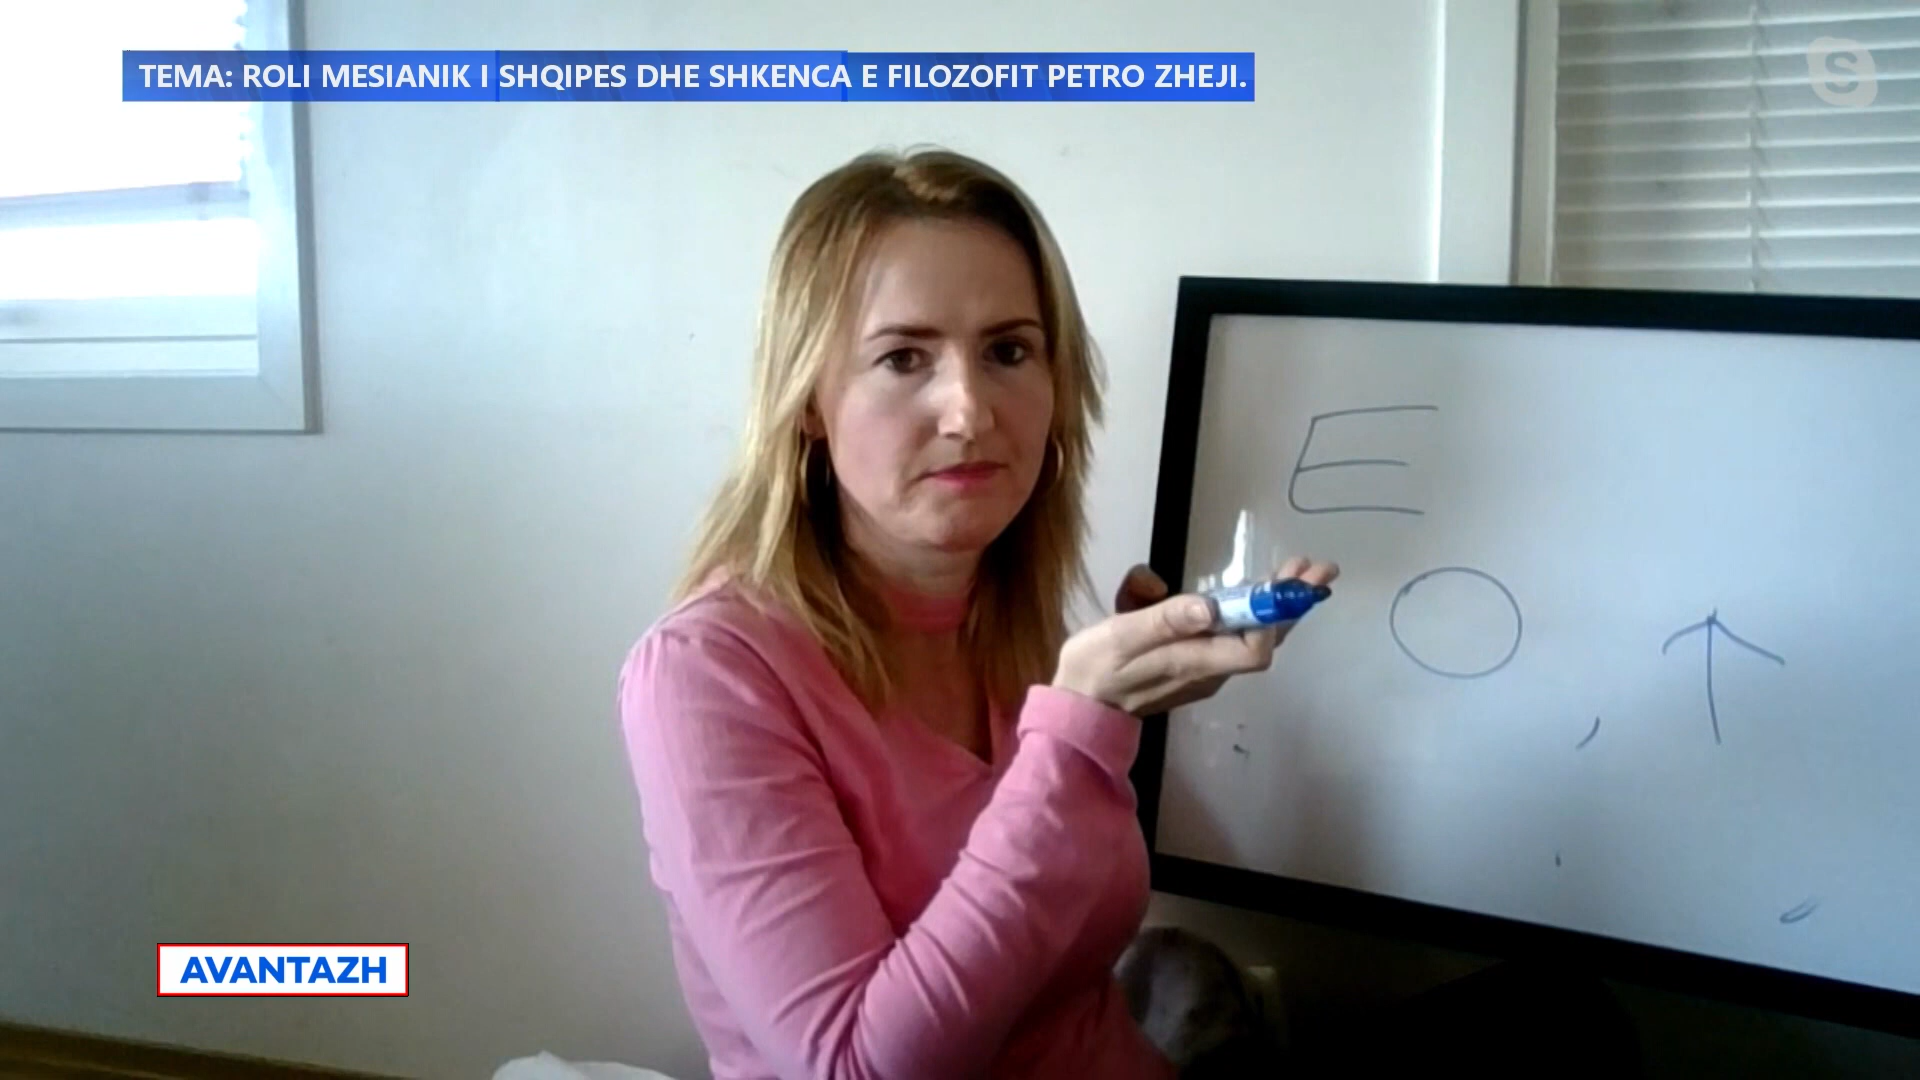 TEMA: ROLI MESIANIK I SHQIPES DHE SHKENCA E FILOZOFIT PETRO ZHEJI.
S
E
O
AVANTAZH